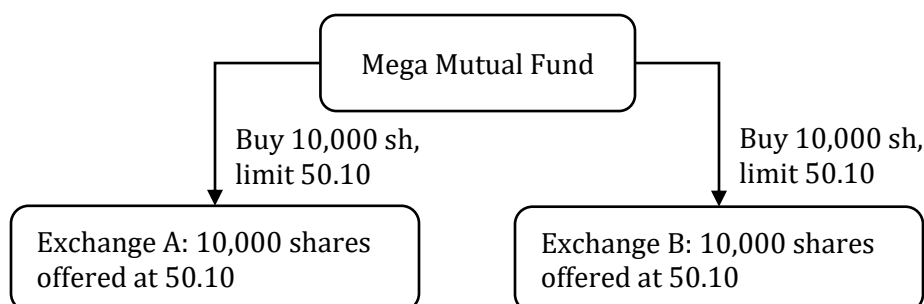 Mega Mutual Fund
Buy 10,000 sh,
limit 50.10
Buy 10,000 sh,
limit 50.10
Exchange A: 10,000 shares
offered at 50.10
Exchange B: 10,000 shares
offered at 50.10